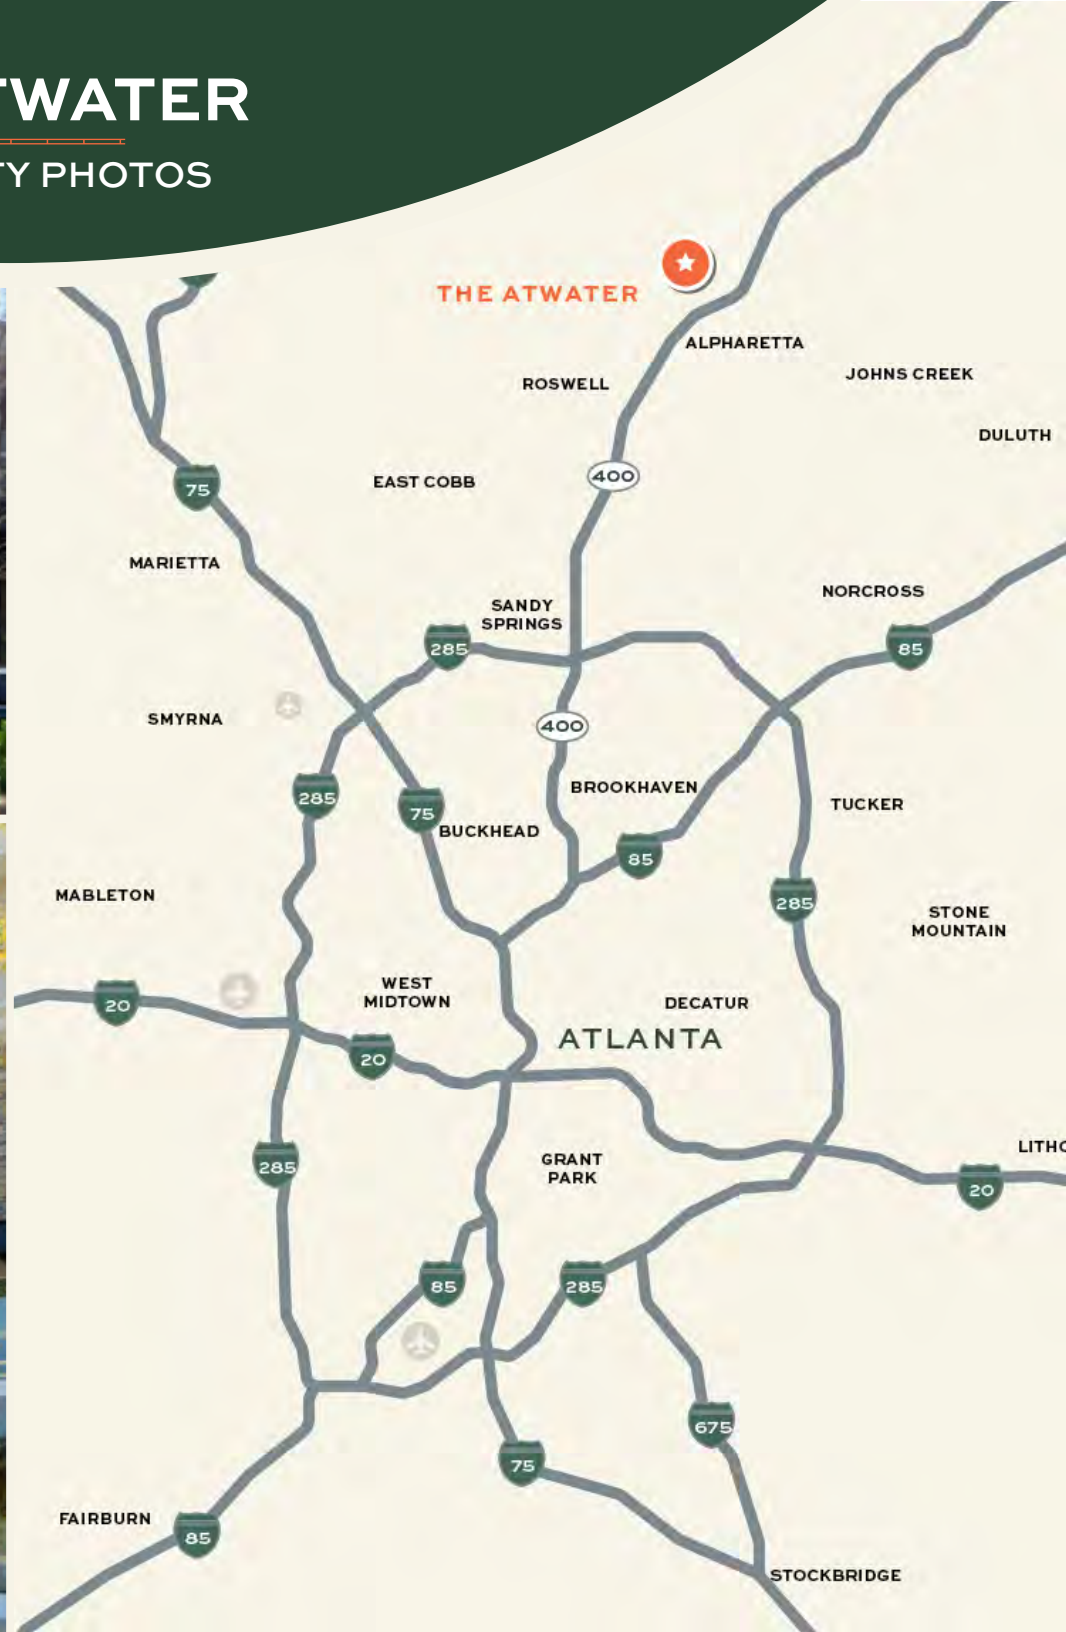 TWATER
TY PHOTOS
THE ATWATER
ALPHARETTA
JOHNS CREEK
ROSWELL
DULUTH
400
EAST COBB
75
MARIETTA
NORCROSS
SANDY
SPRINGS
285
85
SMYRNA
400
BROOKHAVEN
285
75
TUCKER
BUCKHEAD
85
MABLETON
285
STONE
MOUNTAIN
WEST
MIDTOWN
20
DECATUR
ATLANTA
20
LITHO
285
GRANT
PARK
20
85
285
675
75
FAIRBURN
85
STOCKBRIDGE